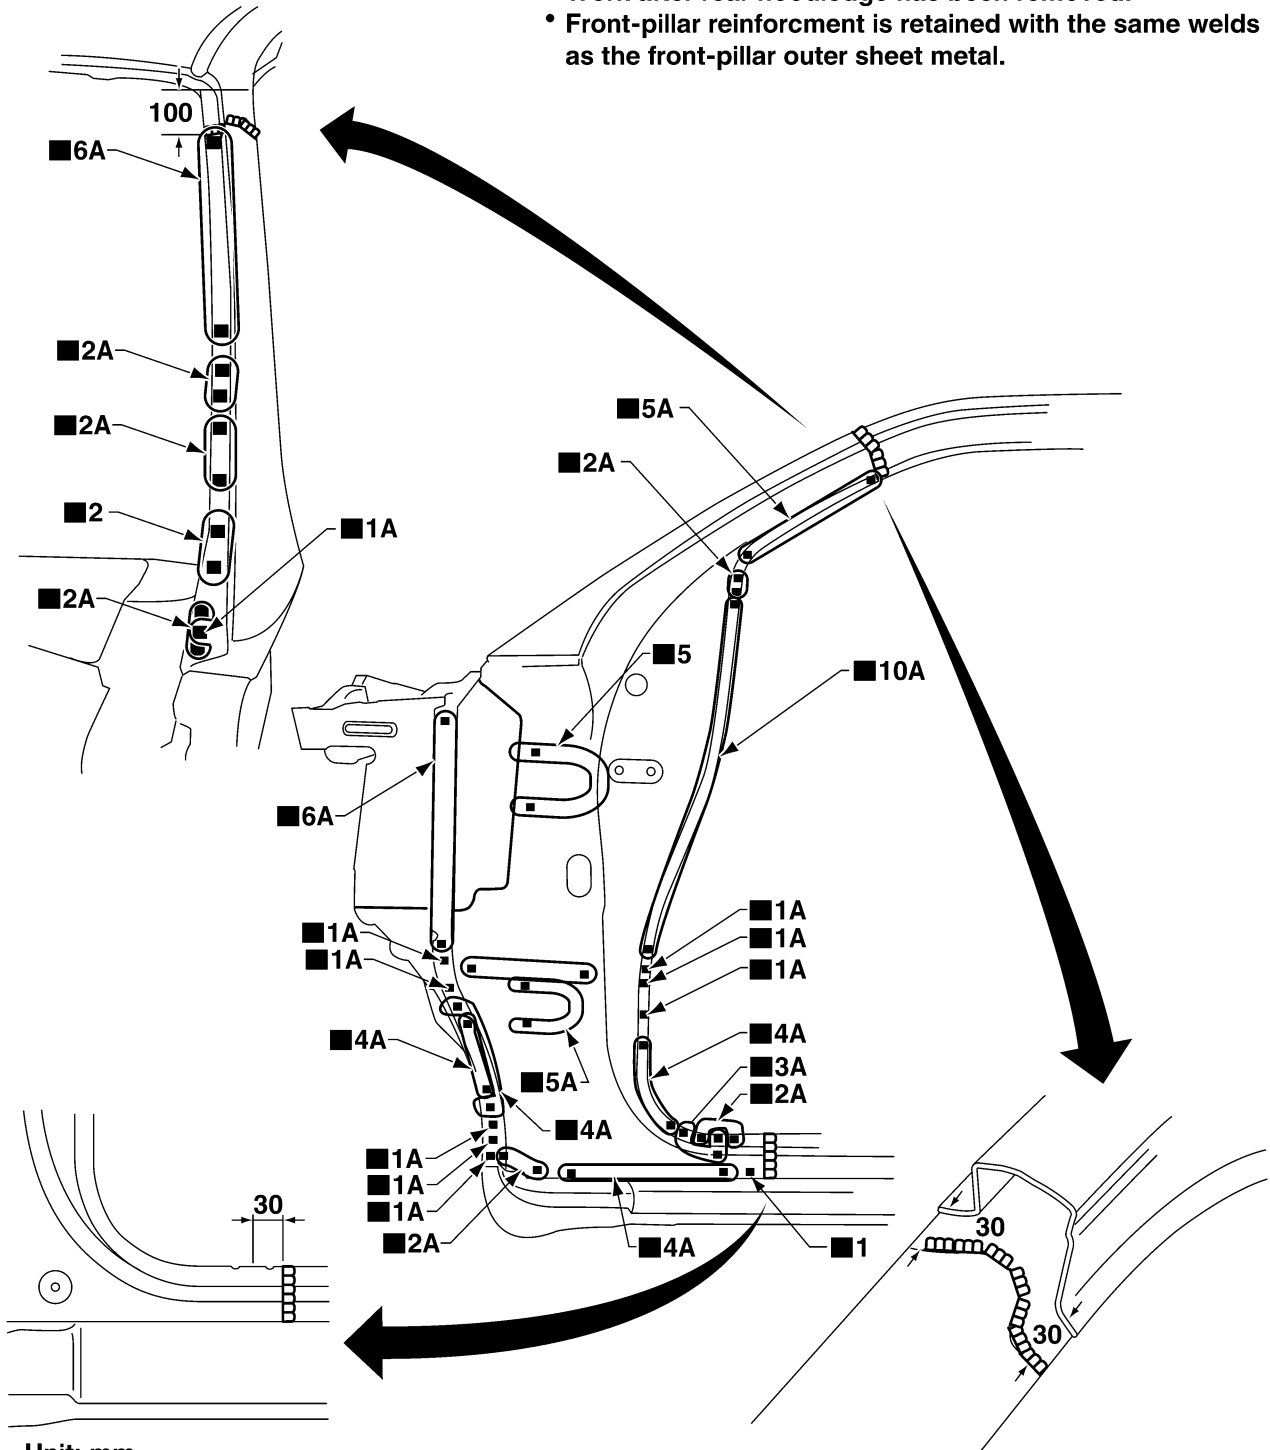 • Front-pillar reinforcment is retained with the same welds
as the front-pillar outer sheet metal.
100
■6A
■2A
■2A
■2
■1A
■2A
■5A
■2A
■5
■10A
■6A
■1A
■1A
■1A
■1A
■1A
■4A
■4A
■3A
■2A
■5A
■4A
■1A
■1A
■1A
■2A
■4A
■1
30
30
30
Unit: mm